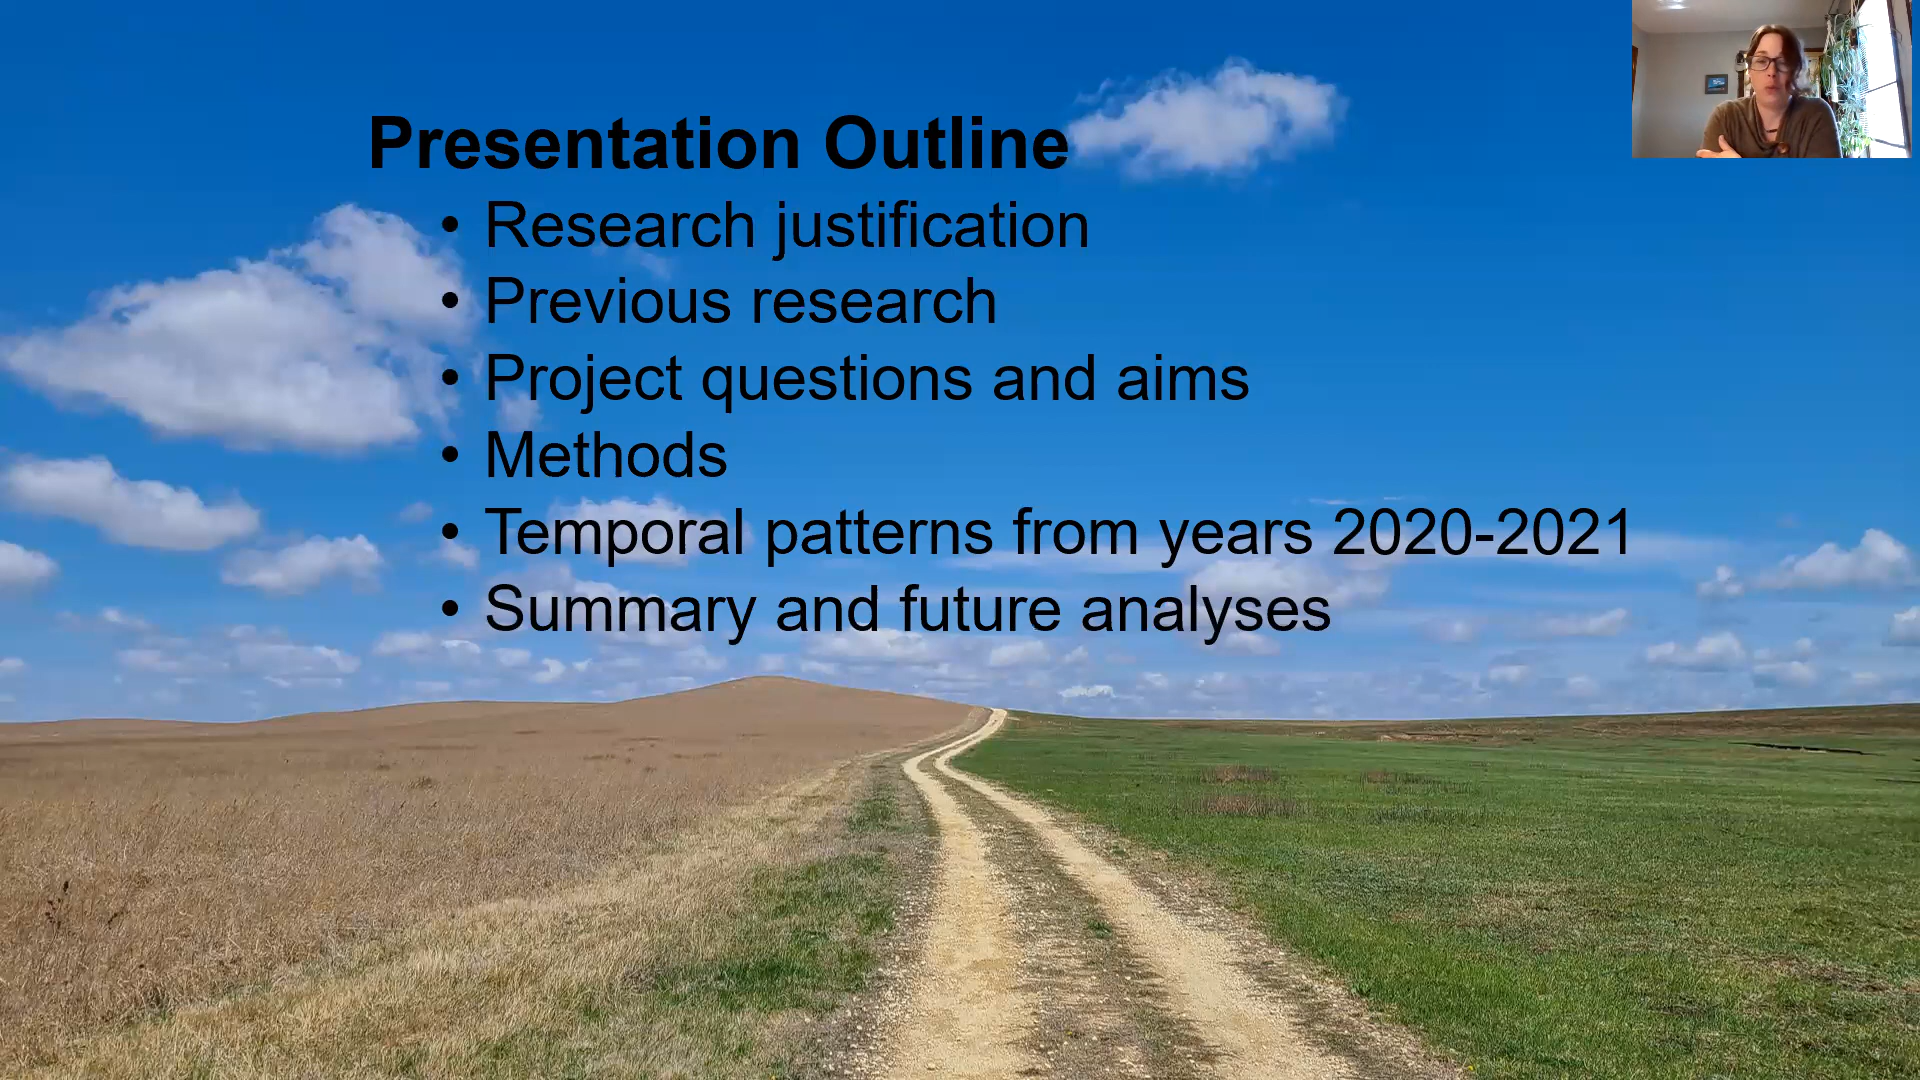 Presentation Outline
• Research justification
• Previous research
• Project questions and aims
• Methods
• Temporal patterns from years 2020-2021
• Summary and future analyses